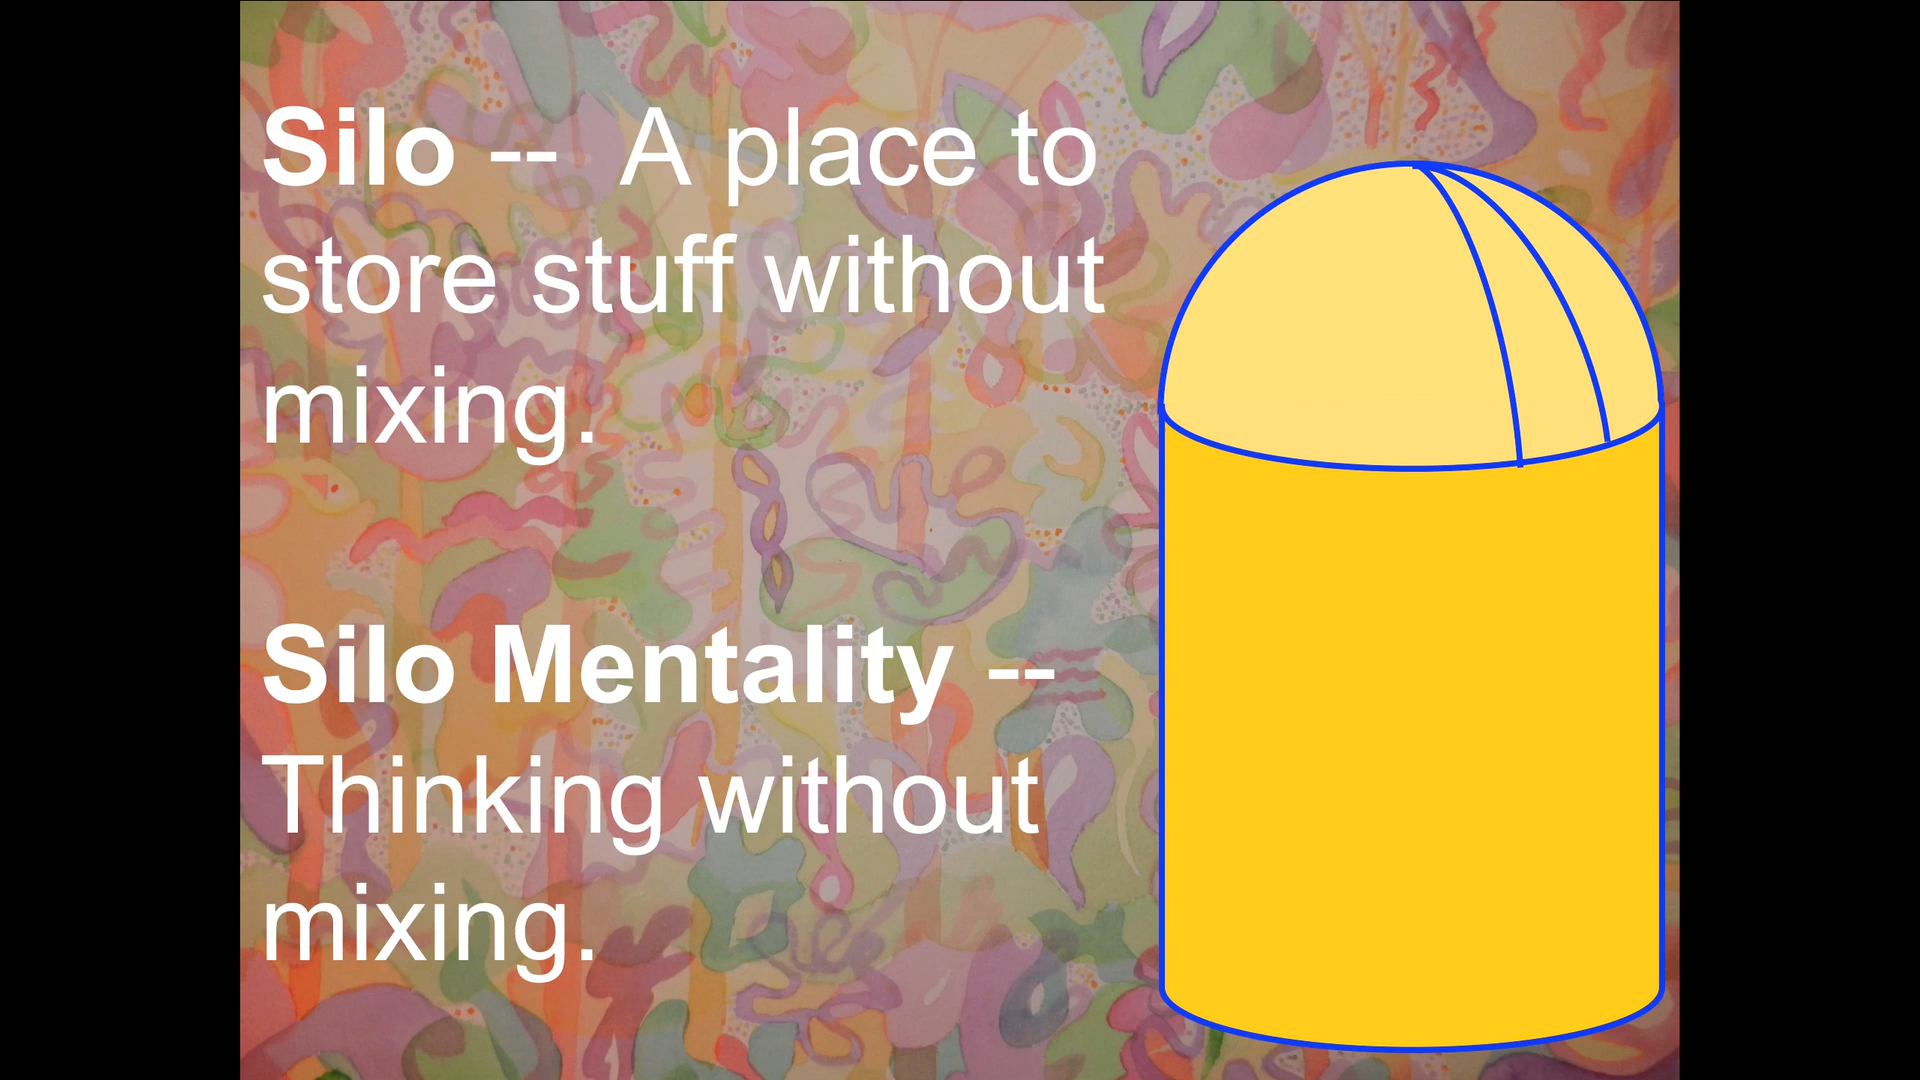 Silo --  A place to
store stuff without
mixing.
Silo Mentality --
Thinking without
mixing.